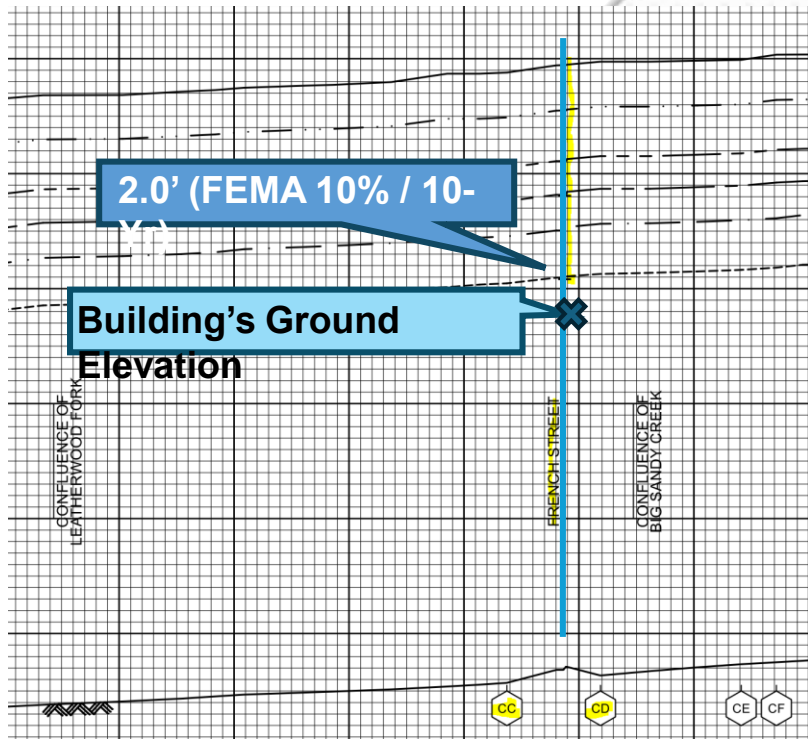 2.0’ (FEMA 10% / 10-
Yr)
Building’s Ground
Elevation
CONFLUENCE OF
LEATHERWOOD FORK
FRENCH STREET
CONFLUENCE OF
BIG SANDY CREEK
CC
CD
CE
CF